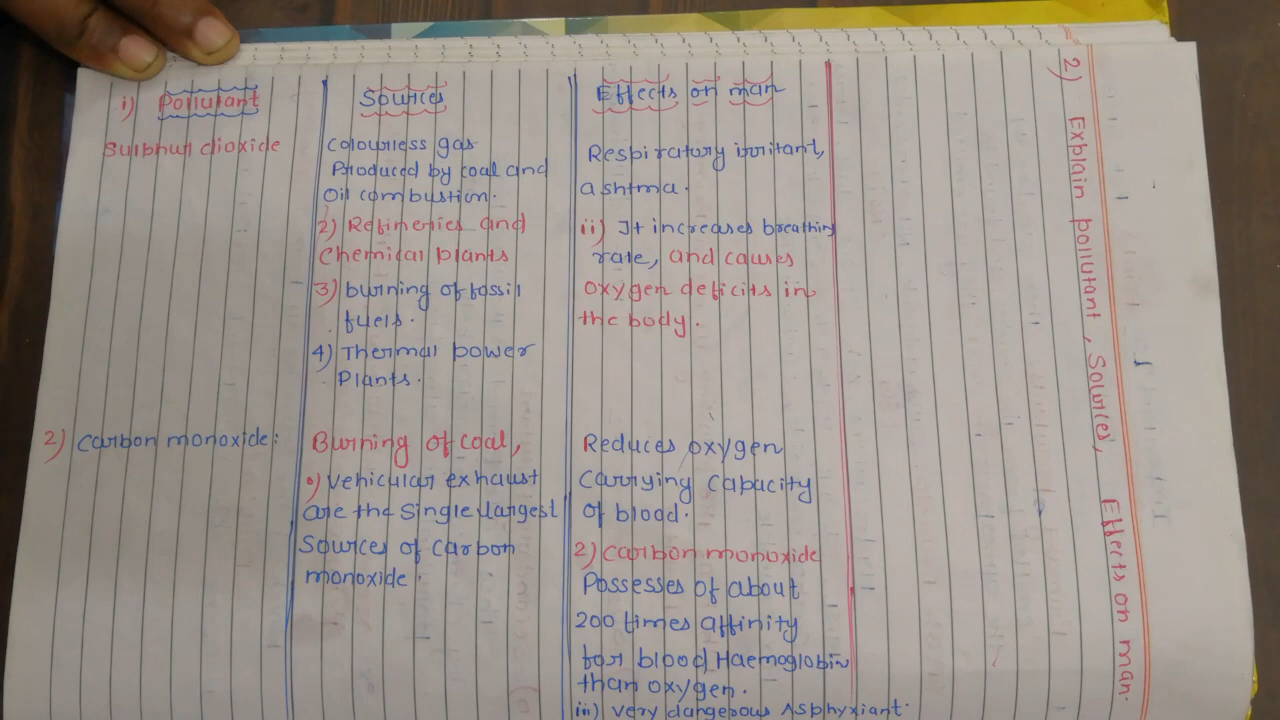 2) Explain pollutant, Sources, Effects on man.
i) Pollutant
Sulphur dioxide
2) Carbon monoxide:
Sources
Colourless gas
Produced by coal and
Oil combustion.
2) Refineries and
Chemical plants
3) burning of fossil
fuels.
4) Thermal power
Plants.
Burning of coal,
•) Vehicular exhaust
are the single largest
Sources of carbon
monoxide.
Effects on man
Respiratory irritant,
ashtma.
ii) It increases breathing
rate, and causes
oxygen deficits in
the body.
Reduces oxygen
Carrying capacity
of blood.
2) Carbon monoxide
Possesses of about
200 times affinity
for blood Haemoglobin
than oxygen.
iii) Very dangerous Asphyxiant.